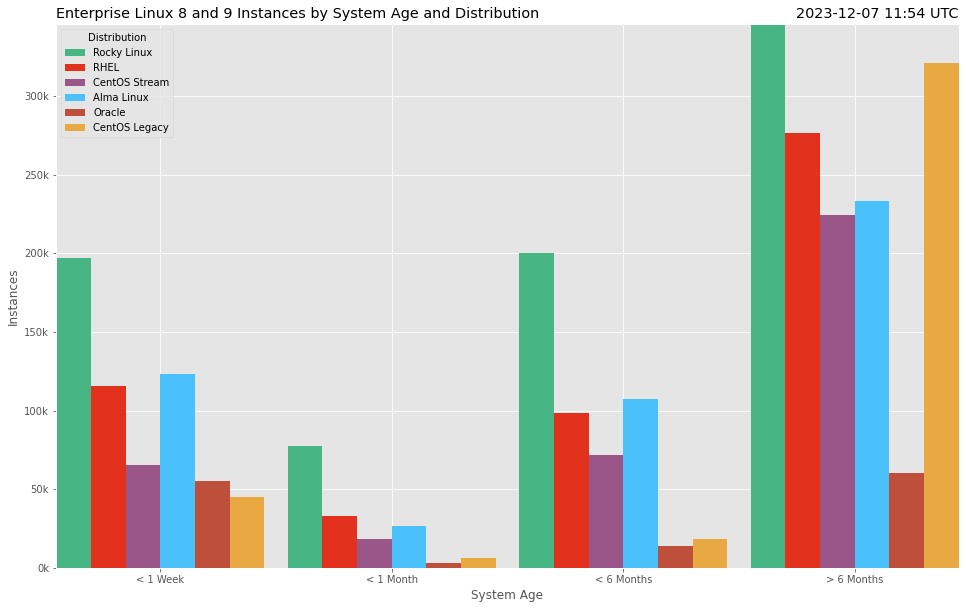 Enterprise Linux 8 and 9 Instances by System Age and Distribution
2023-12-07 11:54 UTC
Distribution
Rocky Linux
RHEL
CentOS Stream
Alma Linux
Oracle
CentOS Legacy
Instances
300k
250k
200k
150k
100k
50k
0k
< 1 Week
< 1 Month
< 6 Months
> 6 Months
System Age